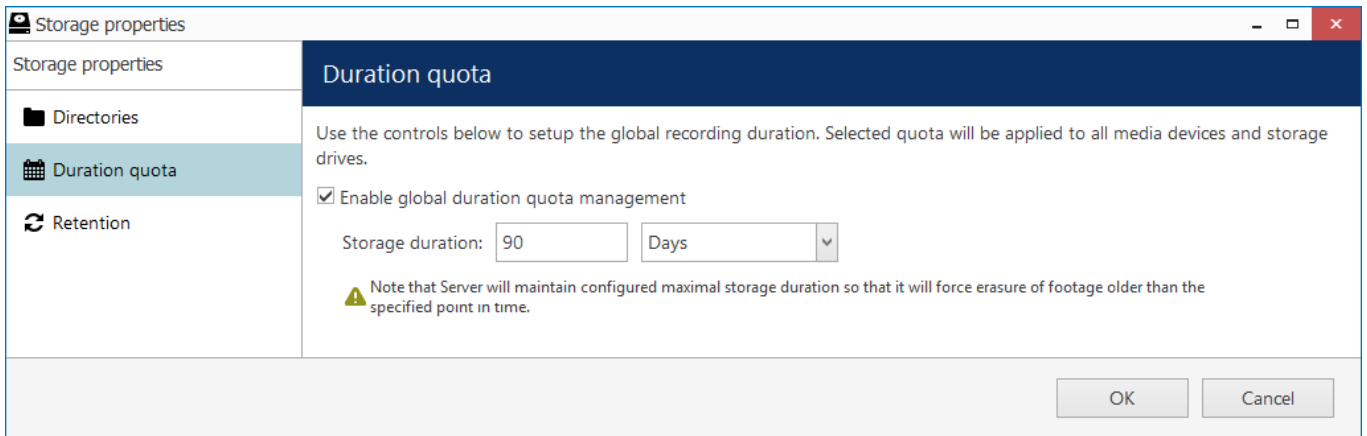 Storage properties
Storage properties
Directories
Duration quota
Retention
Duration quota
Use the controls below to setup the global recording duration. Selected quota will be applied to all media devices and storage
drives.
Enable global duration quota management
Storage duration: 90 Days
Note that Server will maintain configured maximal storage duration so that it will force erasure of footage older than the
specified point in time.
OK Cancel